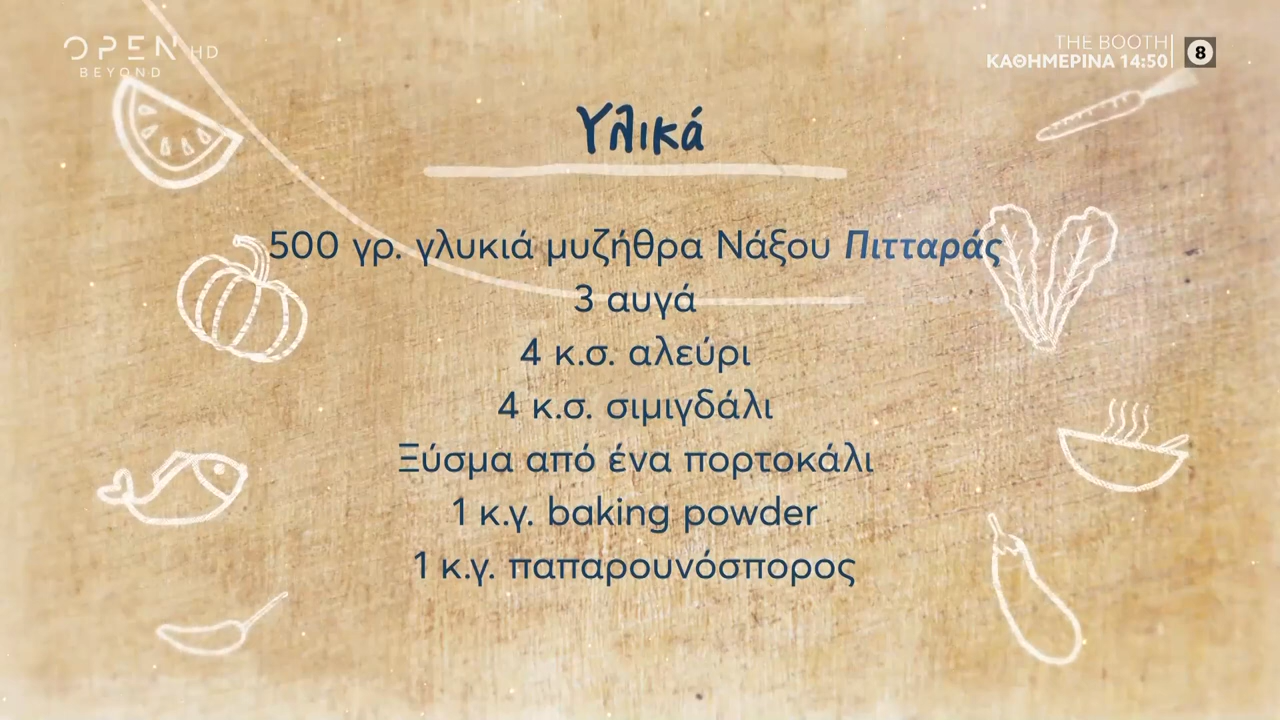 OPEN HD
BEYOND
THE BOOTH
ΚΑΘΗΜΕΡΙΝΑ 14:50
8
Υλικά
500 γρ. γλυκιά μυζήθρα Νάξου Πιτταράς
3 αυγά
4 κ.σ. αλεύρι
4 κ.σ. σιμιγδάλι
Ξύσμα από ένα πορτοκάλι
1 κ.γ. baking powder
1 κ.γ. παπαρουνόσπορος